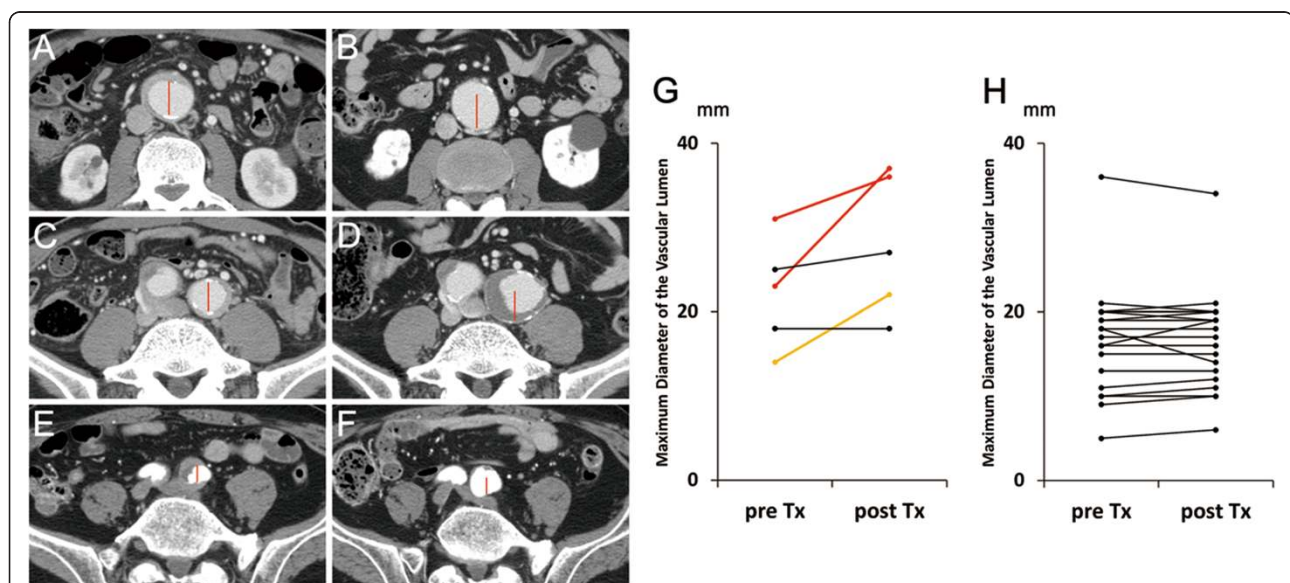 A
B
C
D
E
F
G
mm
Maximum Diameter of the Vascular Lumen
40
20
0
pre Tx
post Tx
H
mm
Maximum Diameter of the Vascular Lumen
40
20
0
pre Tx
post Tx